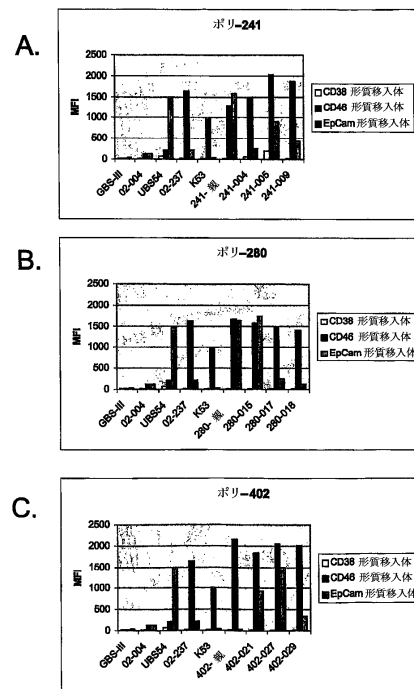 A.
ポリ–241
MFI
2500
2000
1500
1000
500
0
GBS-III
02-004
UBS54
02-237
K53
241- 親
241-004
241-005
241-009
CD38 形質移入体
CD46 形質移入体
EpCam 形質移入体
B.
ポリ–280
MFI
2500
2000
1500
1000
500
0
GBS-III
02-004
UBS54
02-237
K53
280- 親
280-015
280-017
280-018
CD38 形質移入体
CD46 形質移入体
EpCam 形質移入体
C.
ポリ–402
MFI
2500
2000
1500
1000
500
0
GBS-III
02-004
UBS54
02-237
K53
402- 親
402-021
402-027
402-029
CD38 形質移入体
CD46 形質移入体
EpCam 形質移入体